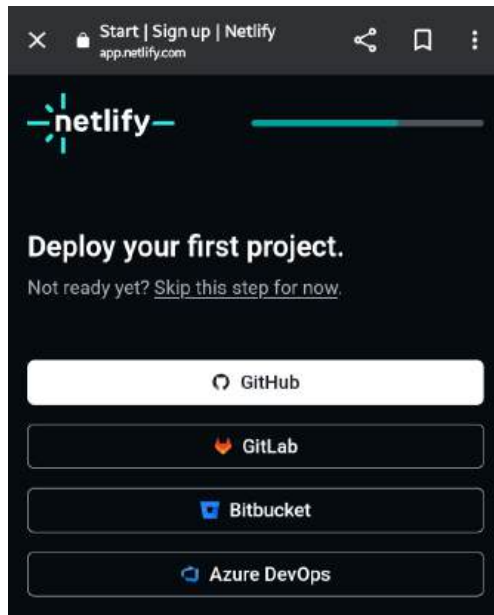 Start | Sign up | Netlify
app.netlify.com
netlify
Deploy your first project.
Not ready yet? Skip this step for now.
GitHub
GitLab
Bitbucket
Azure DevOps